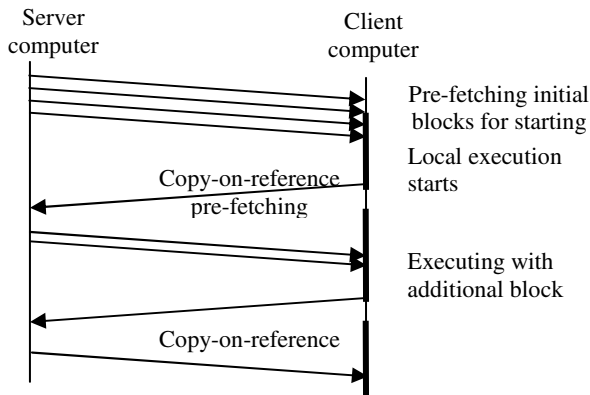 Server
computer
Client
computer
Pre-fetching initial
blocks for starting
Local execution
starts
Copy-on-reference
pre-fetching
Executing with
additional block
Copy-on-reference